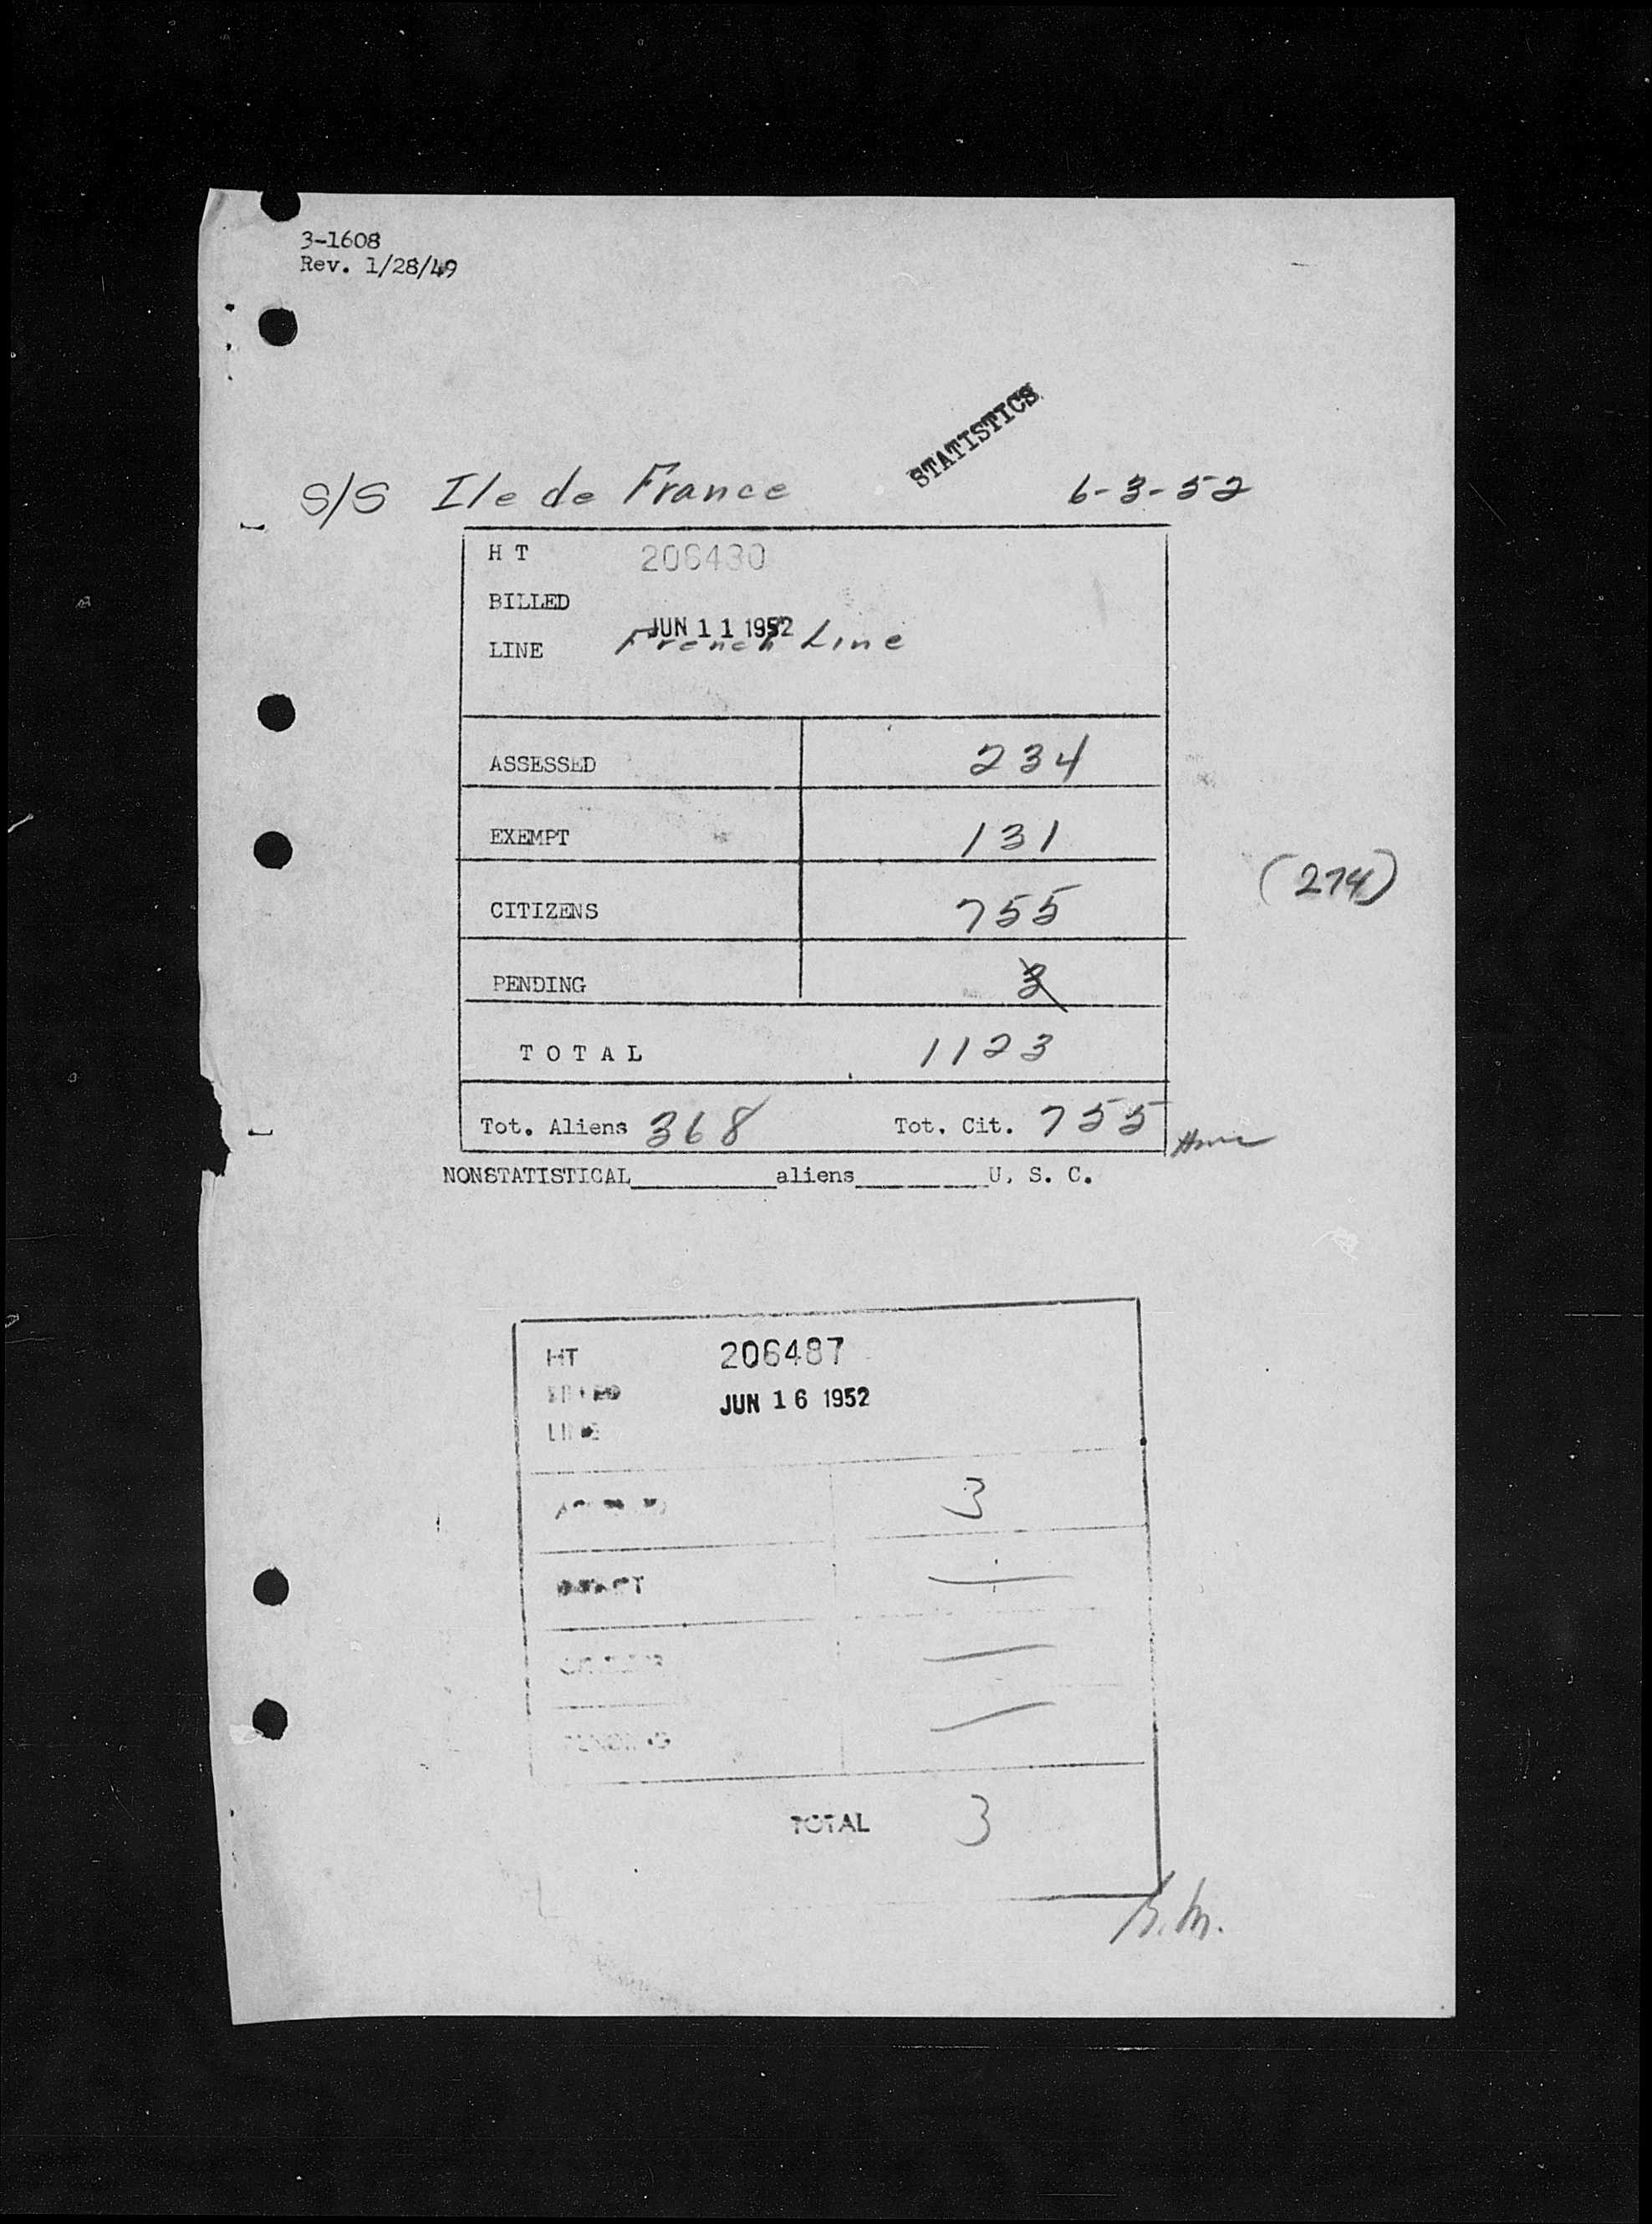 3-1608
Rev. 1/28/49
STATISTICS
S/S Ile de France 6-3-52
H T 206430
BILLED
JUN 11 1952
LINE French Line
ASSESSED 234
EXEMPT 131
(274)
CITIZENS 755
PENDING 3
T O T A L 1123
Tot. Aliens 368 Tot. Cit. 755
NONSTATISTICAL aliens U. S. C.
HT 206487
JUN 16 1952
3
TOTAL 3